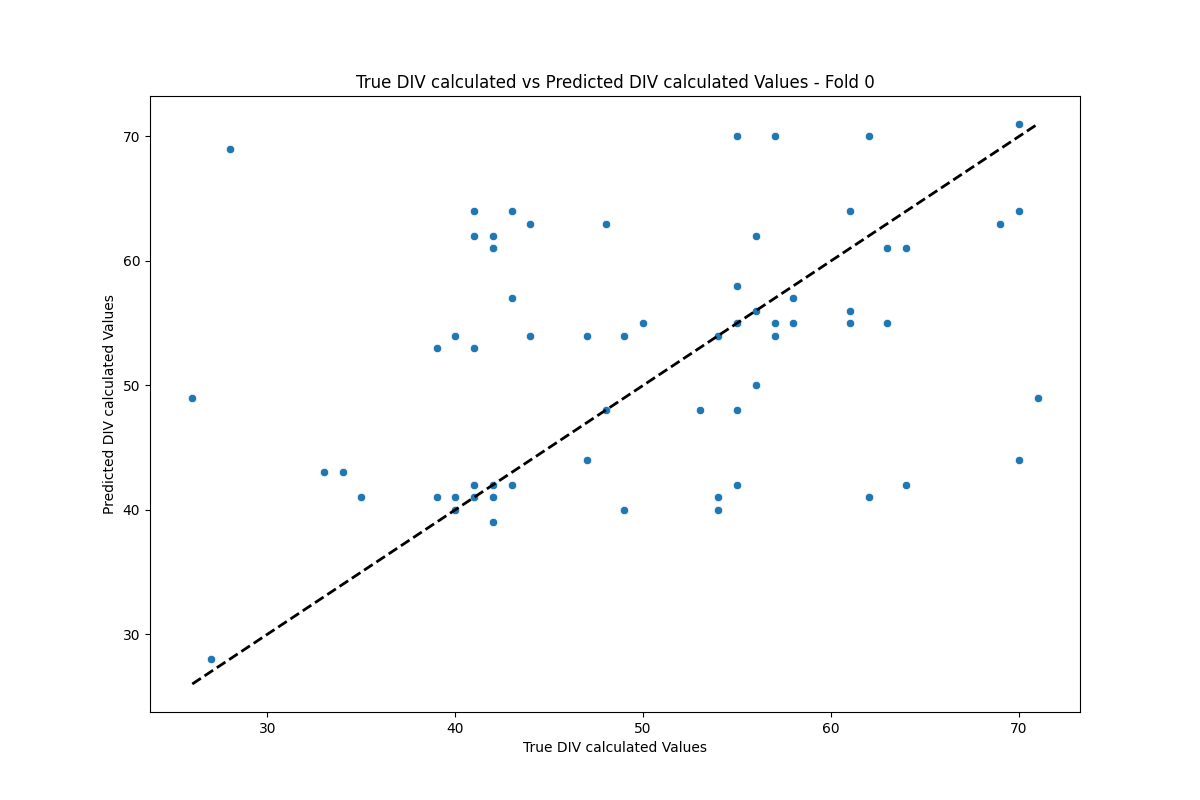 True DIV calculated vs Predicted DIV calculated Values - Fold 0
Predicted DIV calculated Values
70
60
50
40
30
30 40 50 60 70
True DIV calculated Values